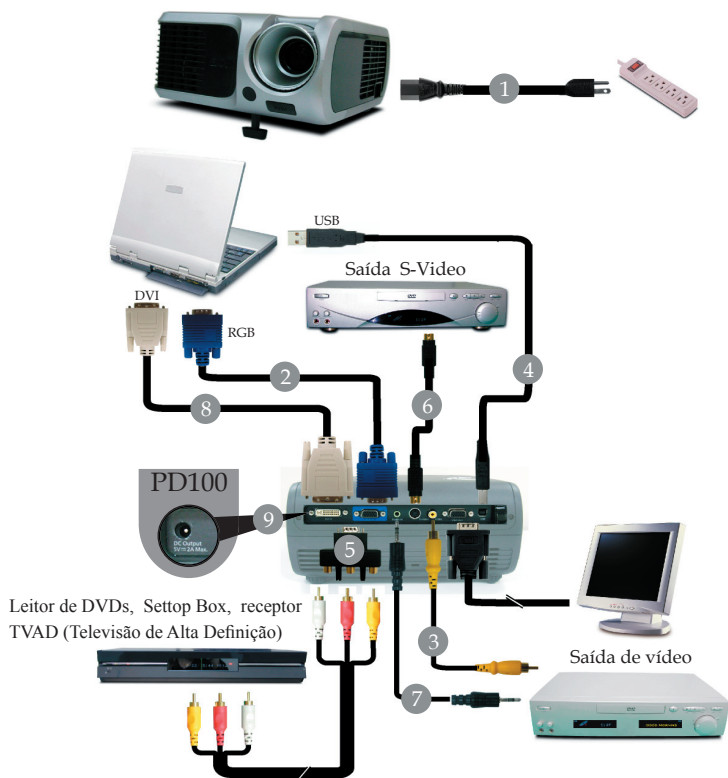 1
USB
Saída S-Video
DVI
RGB
2
4
6
8
PD100
9
DC Output
5V⎓2A Max.
5
Leitor de DVDs, Settop Box, receptor
TVAD (Televisão de Alta Definição)
3
Saída de vídeo
7